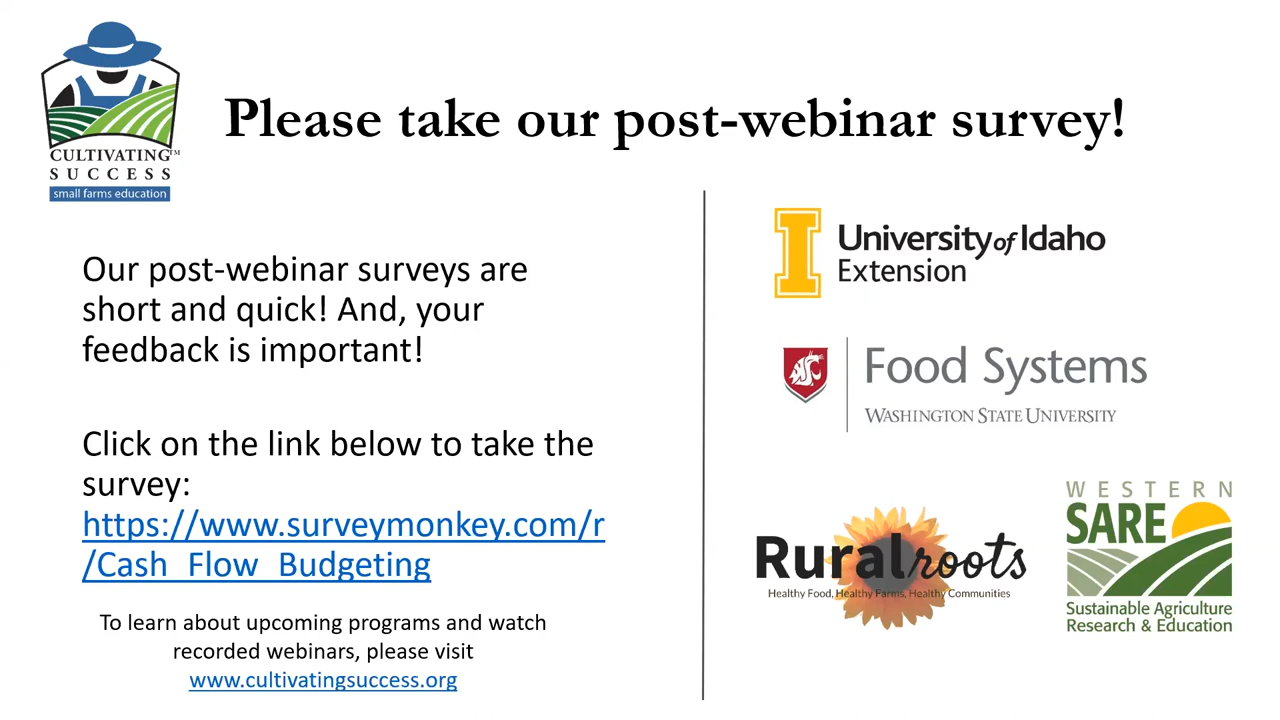 CULTIVATING™
SUCCESS
small farms education
Please take our post-webinar survey!
Our post-webinar surveys are
short and quick! And, your
feedback is important!
Click on the link below to take the
survey:
https://www.surveymonkey.com/r
/Cash_Flow_Budgeting
To learn about upcoming programs and watch
recorded webinars, please visit
www.cultivatingsuccess.org
I
University of Idaho
Extension
Food Systems
WASHINGTON STATE UNIVERSITY
Ruralroots
Healthy Food, Healthy Farms, Healthy Communities
WESTERN
SARE
Sustainable Agriculture
Research & Education